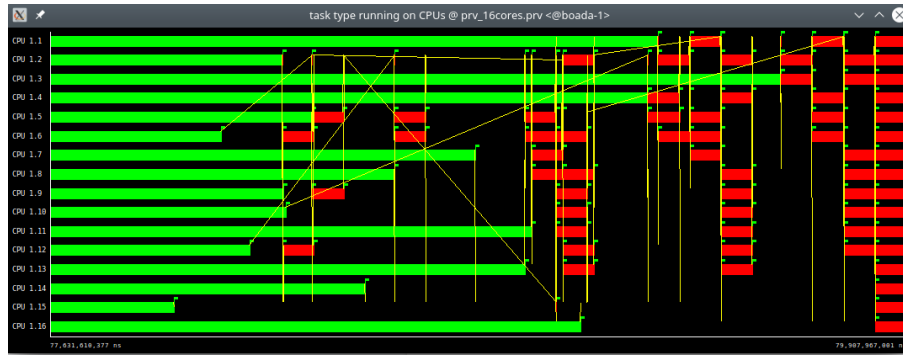 task type running on CPUs @ prv_16cores.prv <@boada-1>
CPU 1.1
CPU 1.2
CPU 1.3
CPU 1.4
CPU 1.5
CPU 1.6
CPU 1.7
CPU 1.8
CPU 1.9
CPU 1.10
CPU 1.11
CPU 1.12
CPU 1.13
CPU 1.14
CPU 1.15
CPU 1.16
77,631,610,377 ns
79,907,967,001 n